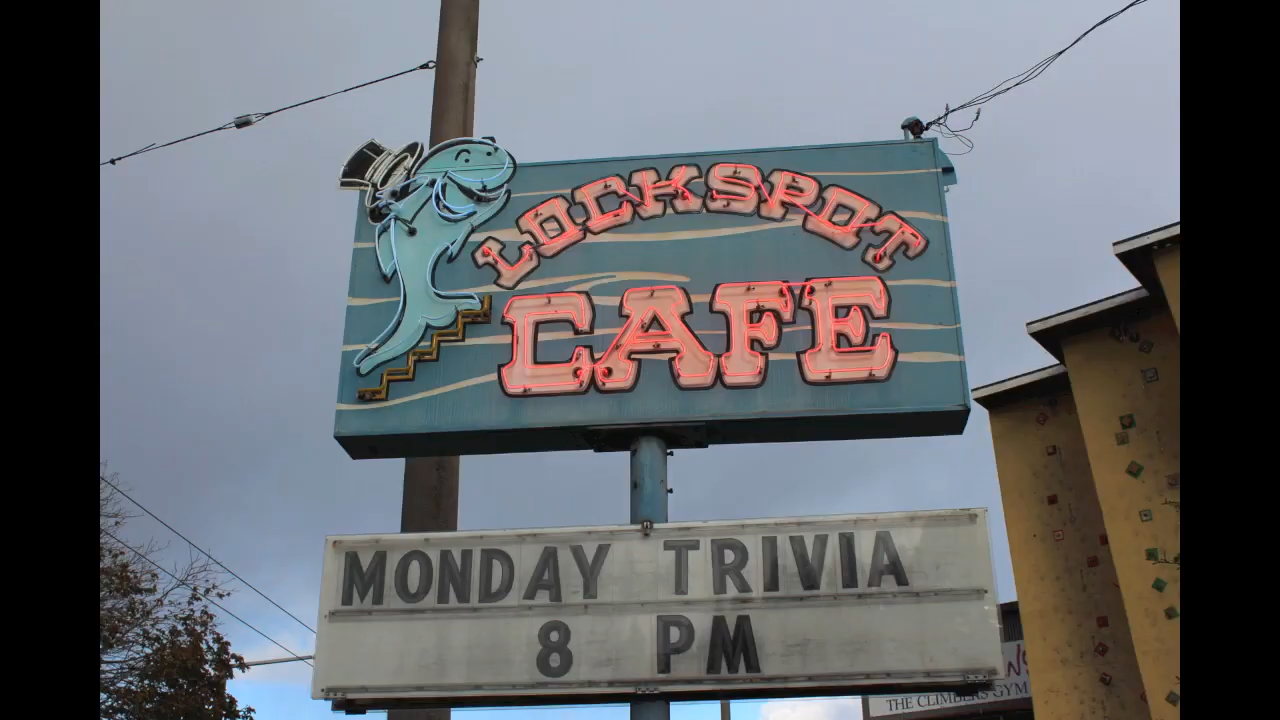 LOCKSPOT
CAFE
MONDAY TRIVIA
8 PM
THE CLIMBERS GYM